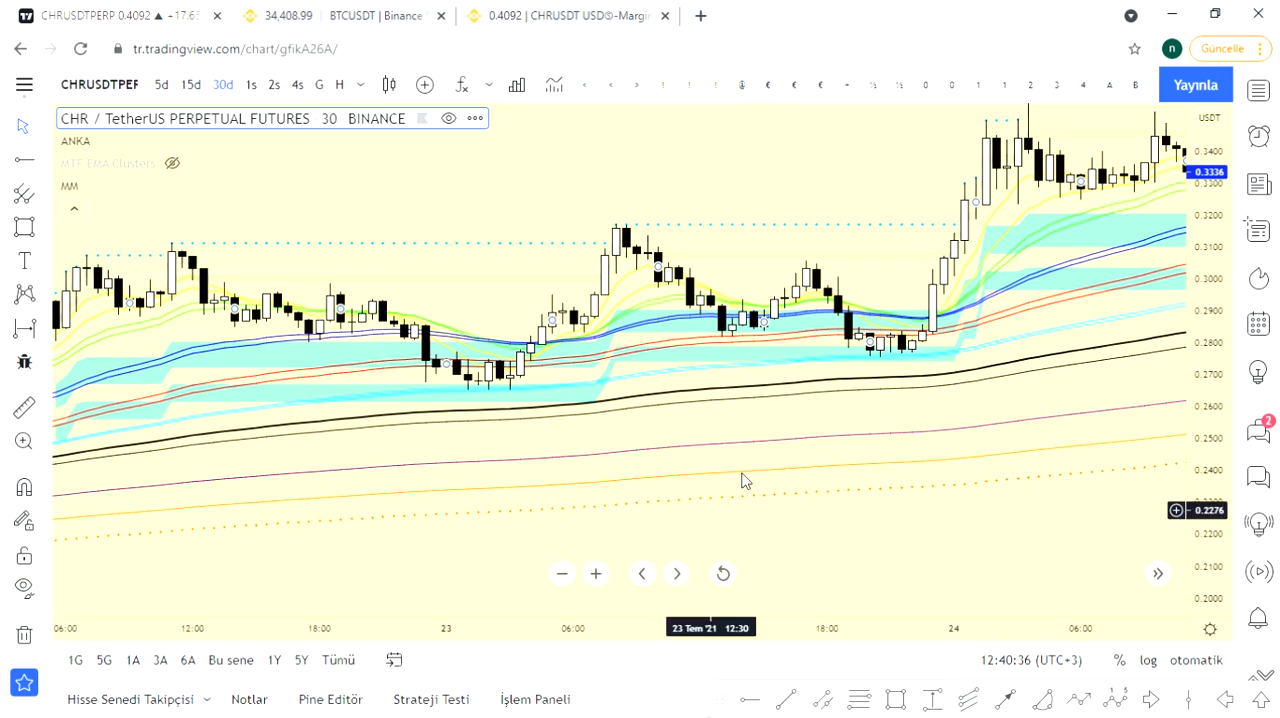 CHRUSDTPERP 0.4092 ▲ +17.65
34,408.99 BTCUSDT | Binance
0.4092 | CHRUSDT USDⓈ-Margin
tr.tradingview.com/chart/gfikA26A/
n
Güncelle
CHRUSDTPERP 5d 15d 30d 1s 2s 4s G H
Yayınla
CHR / TetherUS PERPETUAL FUTURES 30 BINANCE
ANKA
MTF EMA Clusters
MM
USDT
0.3400
0.3336
0.3300
0.3200
0.3100
0.3000
0.2900
0.2800
0.2700
0.2600
0.2500
0.2400
0.2276
0.2200
0.2100
0.2000
2
06:00 12:00 18:00 23 06:00 23 Tem '21 12:30 18:00 24 06:00
1G 5G 1A 3A 6A Bu sene 1Y 5Y Tümü
12:40:36 (UTC+3) % log otomatik
Hisse Senedi Takipçisi Notlar Pine Editör Strateji Testi İşlem Paneli